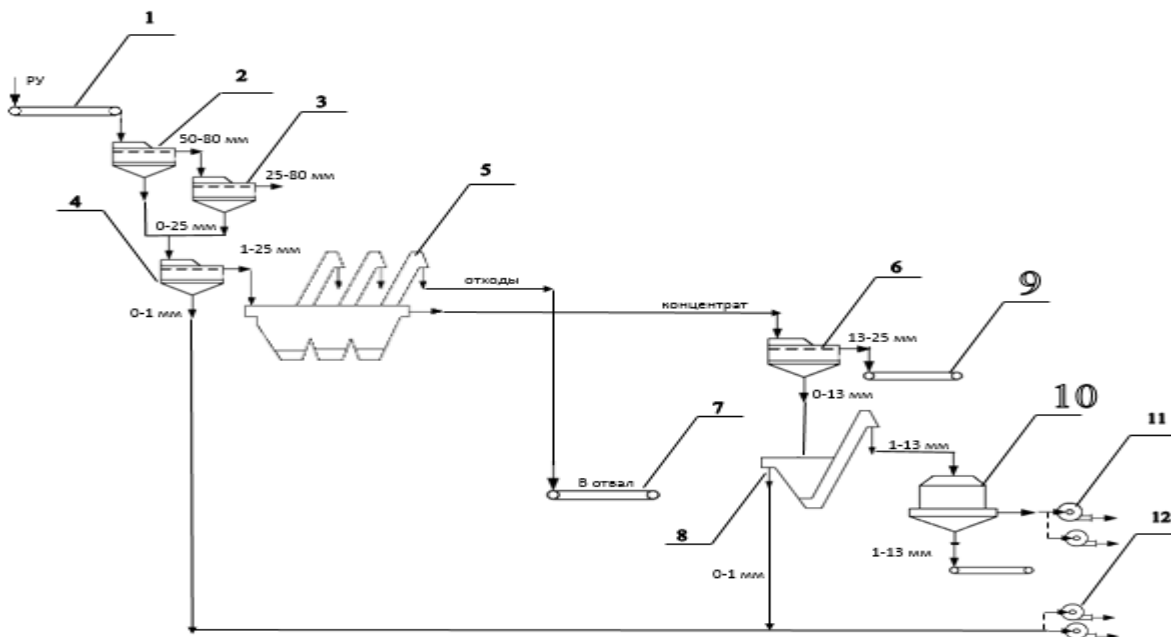 1
РУ
2
3
50-80 мм
25-80 мм
5
4
0-25 мм
1-25 мм
отходы
6
9
концентрат
0-1 мм
13-25 мм
0-13 мм
10
7
1-13 мм
11
В отвал
12
8
1-13 мм
0-1 мм